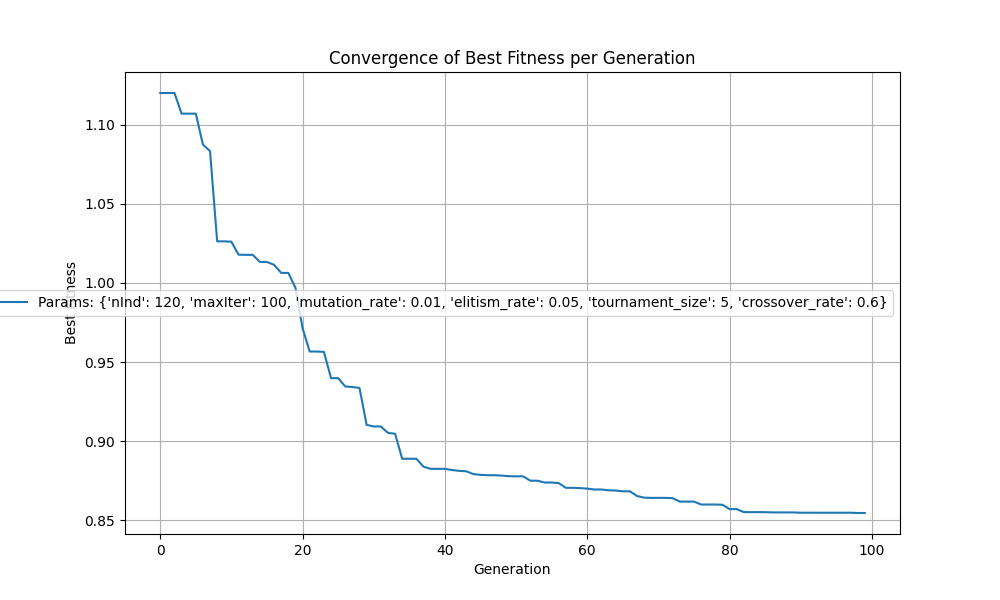 Convergence of Best Fitness per Generation
1.10
1.05
1.00
0.95
0.90
0.85
Best Fitness
Params: {'nInd': 120, 'maxIter': 100, 'mutation_rate': 0.01, 'elitism_rate': 0.05, 'tournament_size': 5, 'crossover_rate': 0.6}
0 20 40 60 80 100
Generation